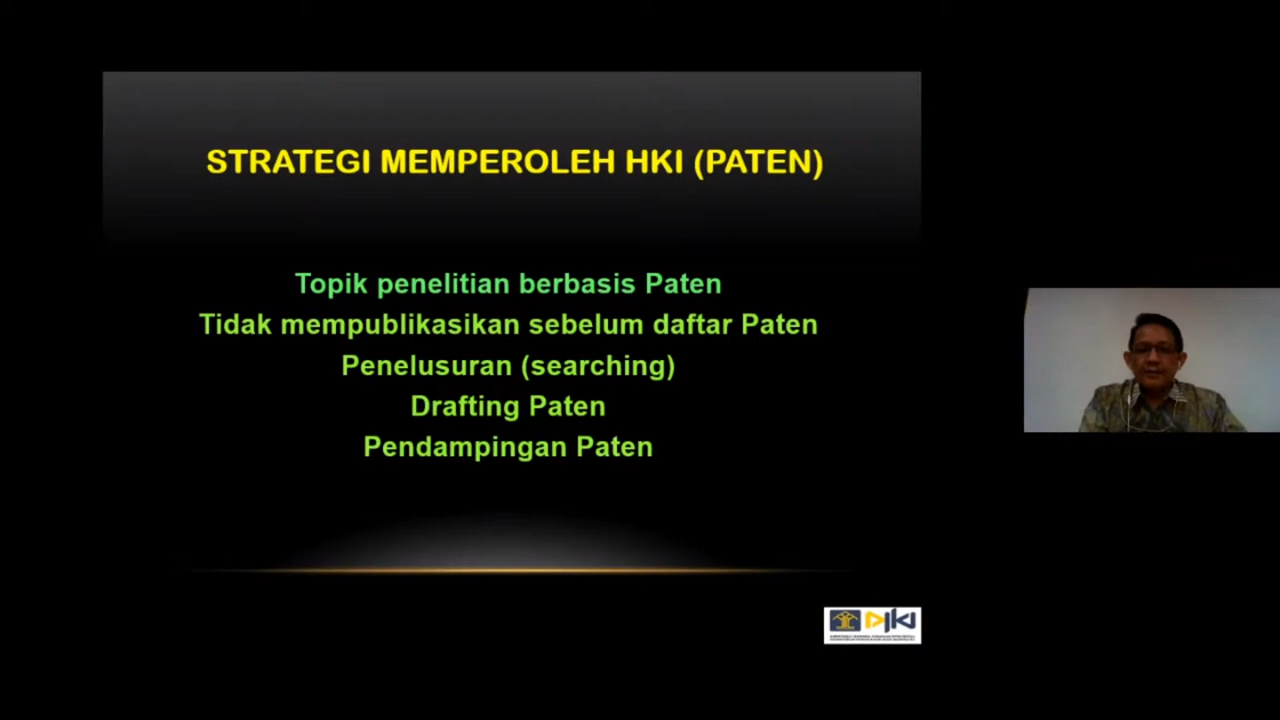 STRATEGI MEMPEROLEH HKI (PATEN)
Topik penelitian berbasis Paten
Tidak mempublikasikan sebelum daftar Paten
Penelusuran (searching)
Drafting Paten
Pendampingan Paten
DJKI